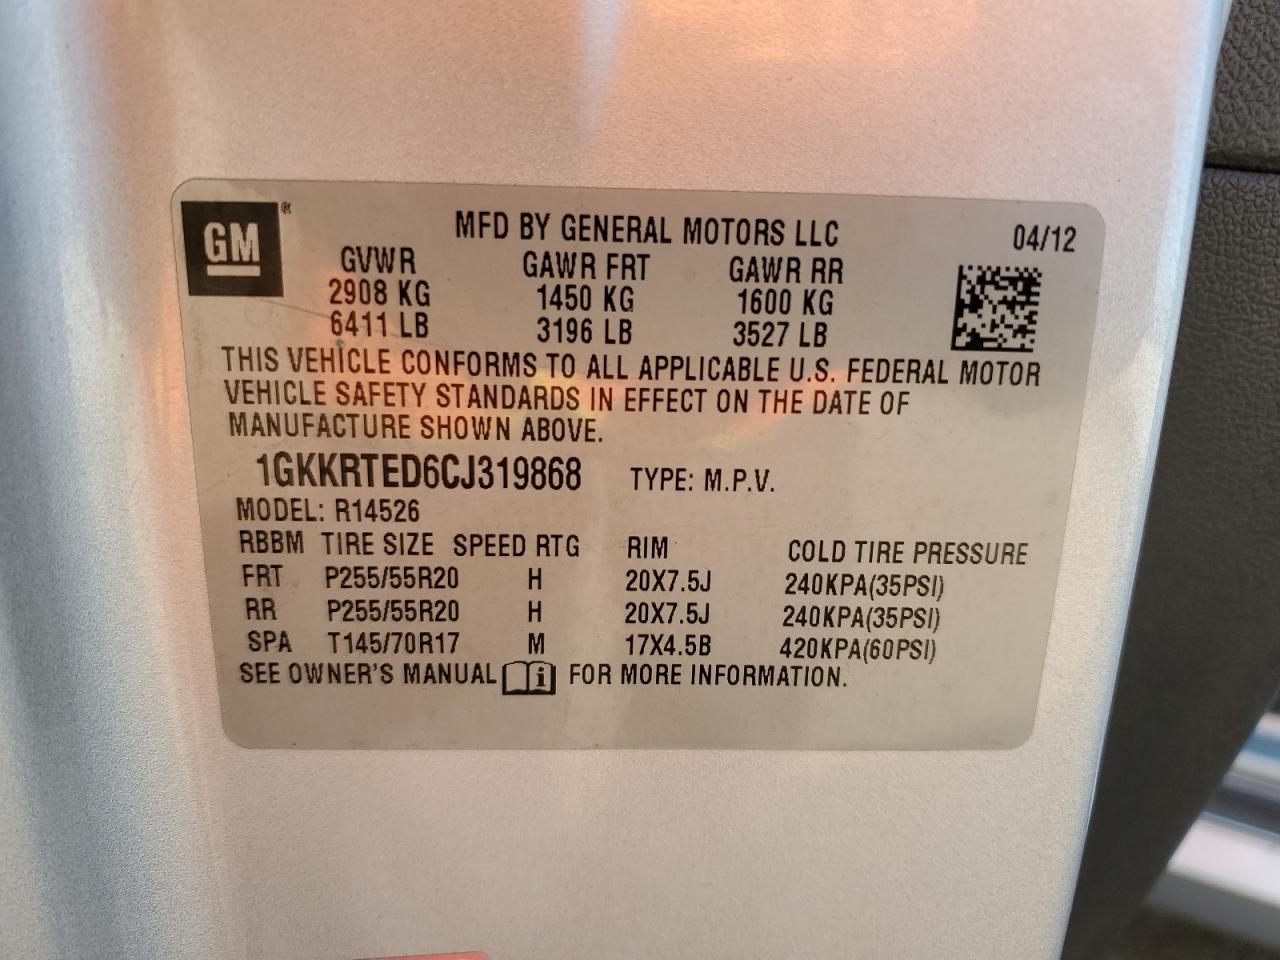 GM®
MFD BY GENERAL MOTORS LLC 04/12
GVWR GAWR FRT GAWR RR
2908 KG 1450 KG 1600 KG
6411 LB 3196 LB 3527 LB
THIS VEHICLE CONFORMS TO ALL APPLICABLE U.S. FEDERAL MOTOR
VEHICLE SAFETY STANDARDS IN EFFECT ON THE DATE OF
MANUFACTURE SHOWN ABOVE.
1GKKRTED6CJ319868 TYPE: M.P.V.
MODEL: R14526
RBBM TIRE SIZE SPEED RTG RIM COLD TIRE PRESSURE
FRT P255/55R20 H 20X7.5J 240KPA(35PSI)
RR P255/55R20 H 20X7.5J 240KPA(35PSI)
SPA T145/70R17 M 17X4.5B 420KPA(60PSI)
SEE OWNER'S MANUAL i FOR MORE INFORMATION.